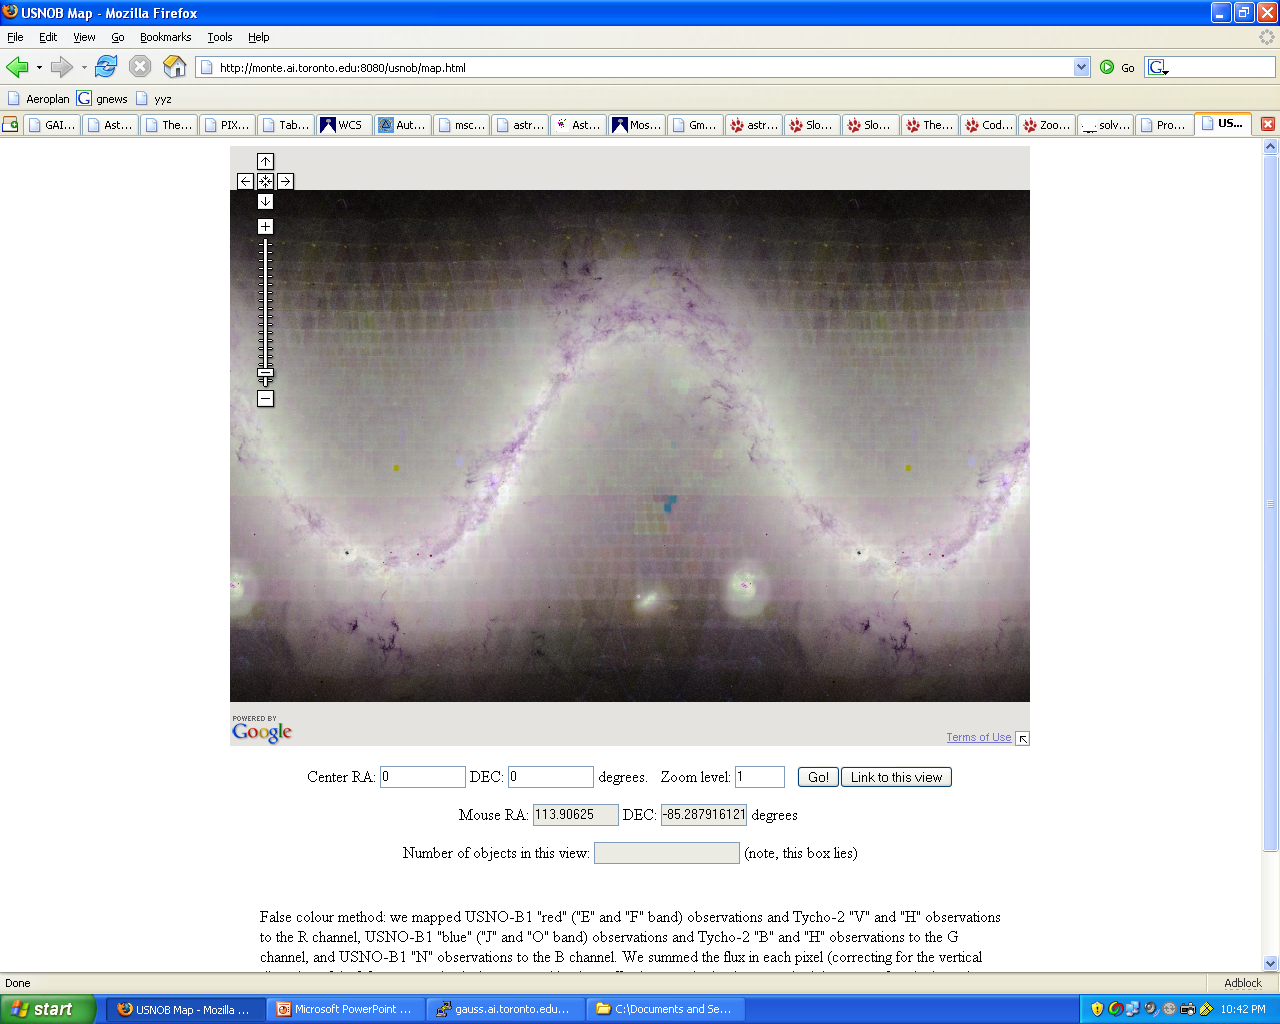 USNOB Map - Mozilla Firefox
File Edit View Go Bookmarks Tools Help
http://monte.ai.toronto.edu:8080/usnob/map.html Go G
Aeroplan G gnews yyz
GAI... Ast... The... PIX... Tab... WCS Aut... msc... astr... Ast... Mos... Gm... astr... Slo... Slo... The... Cod... Zoo... solv... Pro... US...
POWERED BY
Google
Terms of Use
Center RA: 0 DEC: 0 degrees. Zoom level: 1 Go! Link to this view
Mouse RA: 113.90625 DEC: -85.287916121 degrees
Number of objects in this view: (note, this box lies)
False colour method: we mapped USNO-B1 "red" ("E" and "F" band) observations and Tycho-2 "V" and "H" observations
to the R channel, USNO-B1 "blue" ("J" and "O" band) observations and Tycho-2 "B" and "H" observations to the G
channel, and USNO-B1 "N" observations to the B channel. We summed the flux in each pixel (correcting for the vertical
Done Adblock
start USNOB Map - Mozilla ... Microsoft PowerPoint ... gauss.ai.toronto.edu... C:\Documents and Se... 10:42 PM